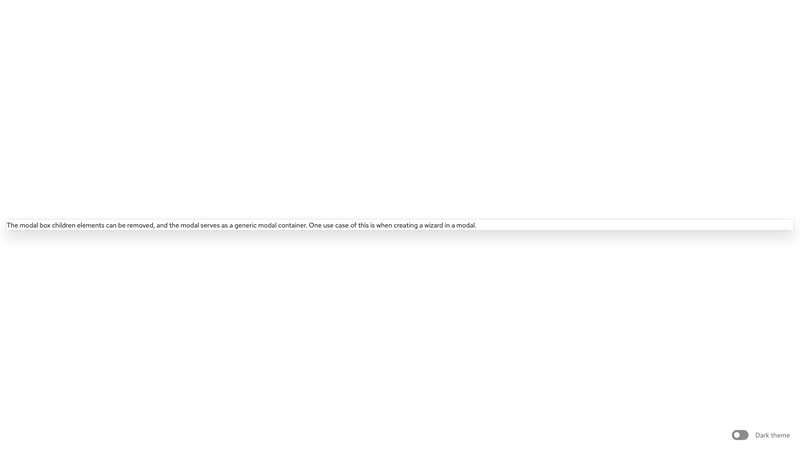 The modal box children elements can be removed, and the modal serves as a generic modal container. One use case of this is when creating a wizard in a modal.
Dark theme